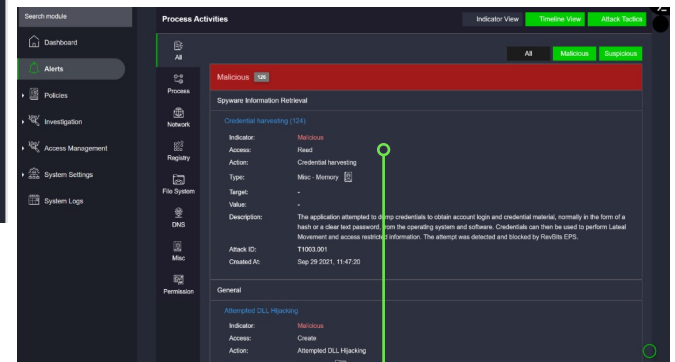 Search module
Process Activities
Indicator View
Timeline View
Attack Tactics
Dashboard
Alerts
Policies
Investigation
Access Management
System Settings
System Logs
All
Process
Network
Registry
File System
DNS
Misc
Permission
All
Malicious
Suspicious
Malicious 126
Spyware Information Retrieval
Credential harvesting (124)
Indicator: Malicious
Access: Read
Action: Credential harvesting
Type: Misc - Memory
Target: -
Value: -
Description: The application attempted to dump credentials to obtain account login and credential material, normally in the form of a
hash or a clear text password, from the operating system and software. Credentials can then be used to perform Lateal
Movement and access restricted information. The attempt was detected and blocked by RevBits EPS.
Attack ID: T1003.001
Created At: Sep 29 2021, 11:47:20
General
Attempted DLL Hijacking
Indicator: Malicious
Access: Create
Action: Attempted DLL Hijacking